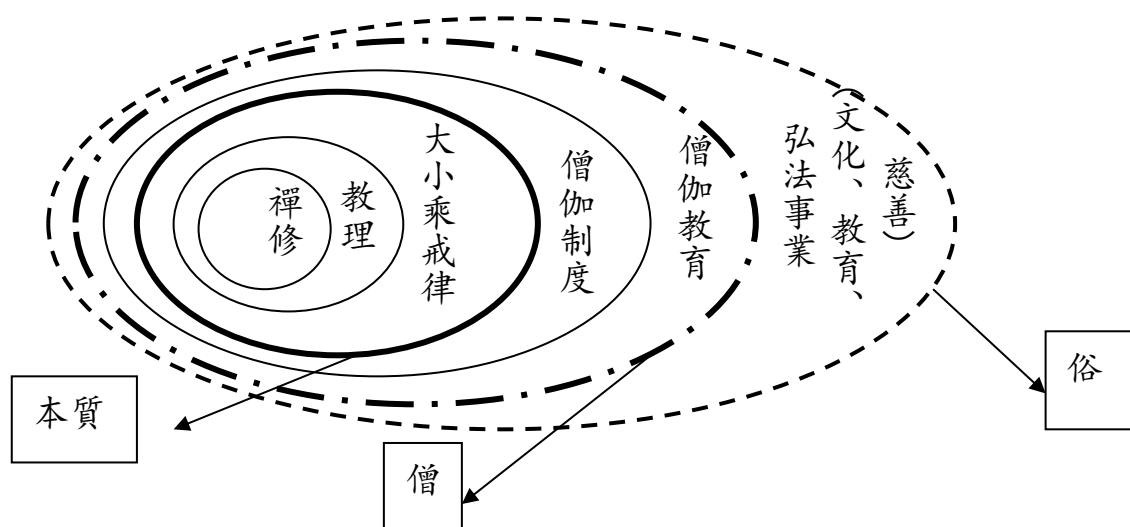 禪修
教理
大小乘戒律
僧伽制度
僧伽教育
弘法事業
(文化、教育、
慈善)
本質
僧
俗